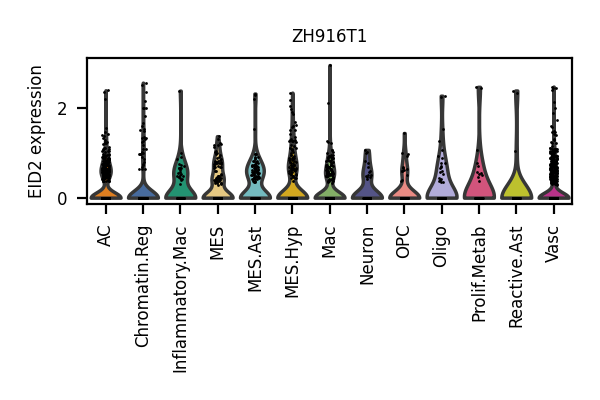 ZH916T1
EID2 expression
2
0
AC
Chromatin.Reg
Inflammatory.Mac
MES
MES.Ast
MES.Hyp
Mac
Neuron
OPC
Oligo
Prolif.Metab
Reactive.Ast
Vasc